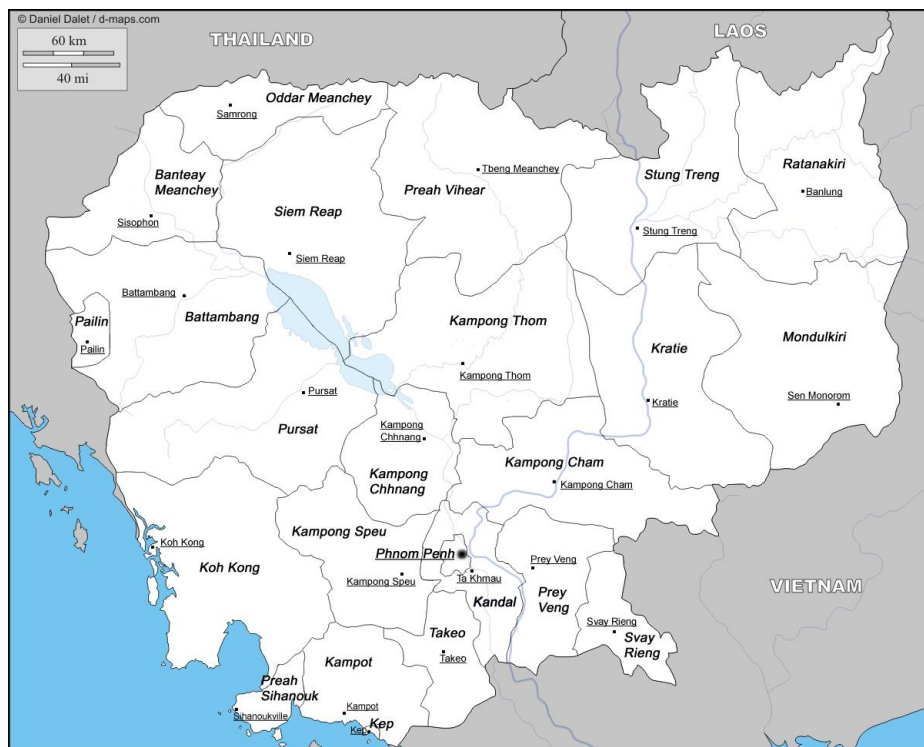 © Daniel Dalet / d-maps.com
60 km
40 mi
THAILAND
LAOS
Oddar Meanchey
Samrong
Banteay
Meanchey
Sisophon
Siem Reap
Siem Reap
Preah Vihear
Tbeng Meanchey
Stung Treng
Stung Treng
Ratanakiri
Banlung
Battambang
Battambang
Pailin
Pailin
Kampong Thom
Kampong Thom
Kratie
Kratie
Mondulkiri
Sen Monorom
Pursat
Pursat
Kampong
Chhnang
Kampong
Chhnang
Kampong Cham
Kampong Cham
Koh Kong
Koh Kong
Kampong Speu
Kampong Speu
Phnom Penh
Ta Khmau
Kandal
Prey Veng
Prey
Veng
Svay Rieng
Svay
Rieng
VIETNAM
Takeo
Takeo
Kampot
Kampot
Preah
Sihanouk
Sihanoukville
Kep
Kep